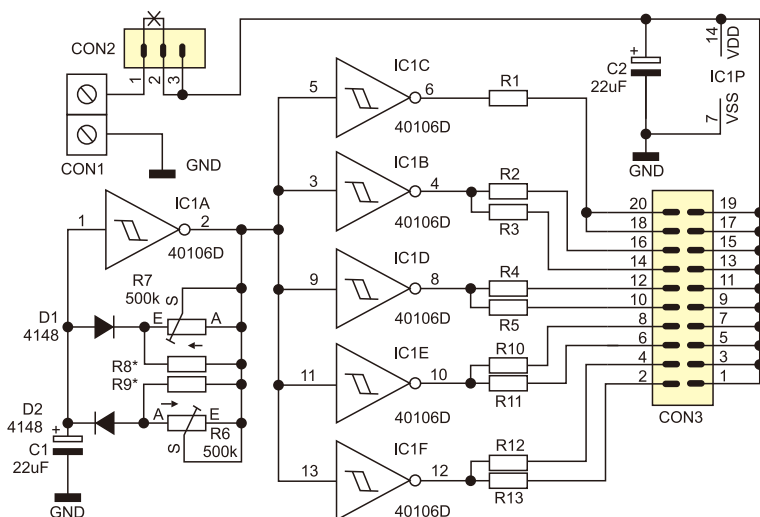 CON2
1
2
3
CON1
GND
IC1A
1
2
40106D
R7
500k
S
D1
4148
E
A
R8*
R9*
D2
4148
A
E
S
R6
500k
C1
22uF
+
GND
IC1C
5
6
40106D
R1
IC1B
3
4
40106D
R2
R3
IC1D
9
8
40106D
R4
R5
IC1E
11
10
40106D
R10
R11
IC1F
13
12
40106D
R12
R13
+
C2
22uF
GND
14
VDD
IC1P
7
VSS
20
19
18
17
16
15
14
13
12
11
10
9
8
7
6
5
4
3
2
1
CON3